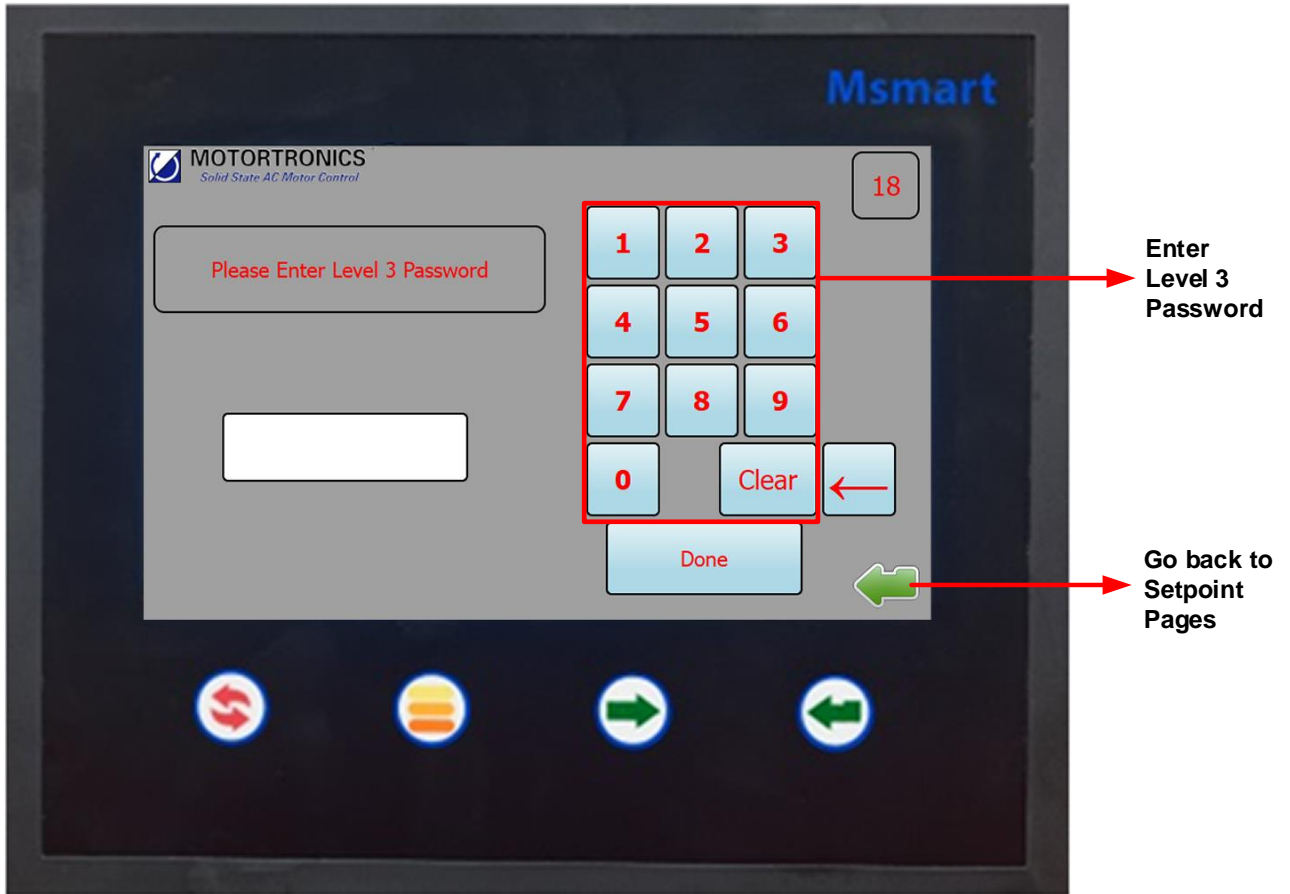 Msmart
MOTORTRONICS
Solid State AC Motor Control
18
Please Enter Level 3 Password
1 2 3
4 5 6
7 8 9
0 Clear ←
Done
Enter
Level 3
Password
Go back to
Setpoint
Pages